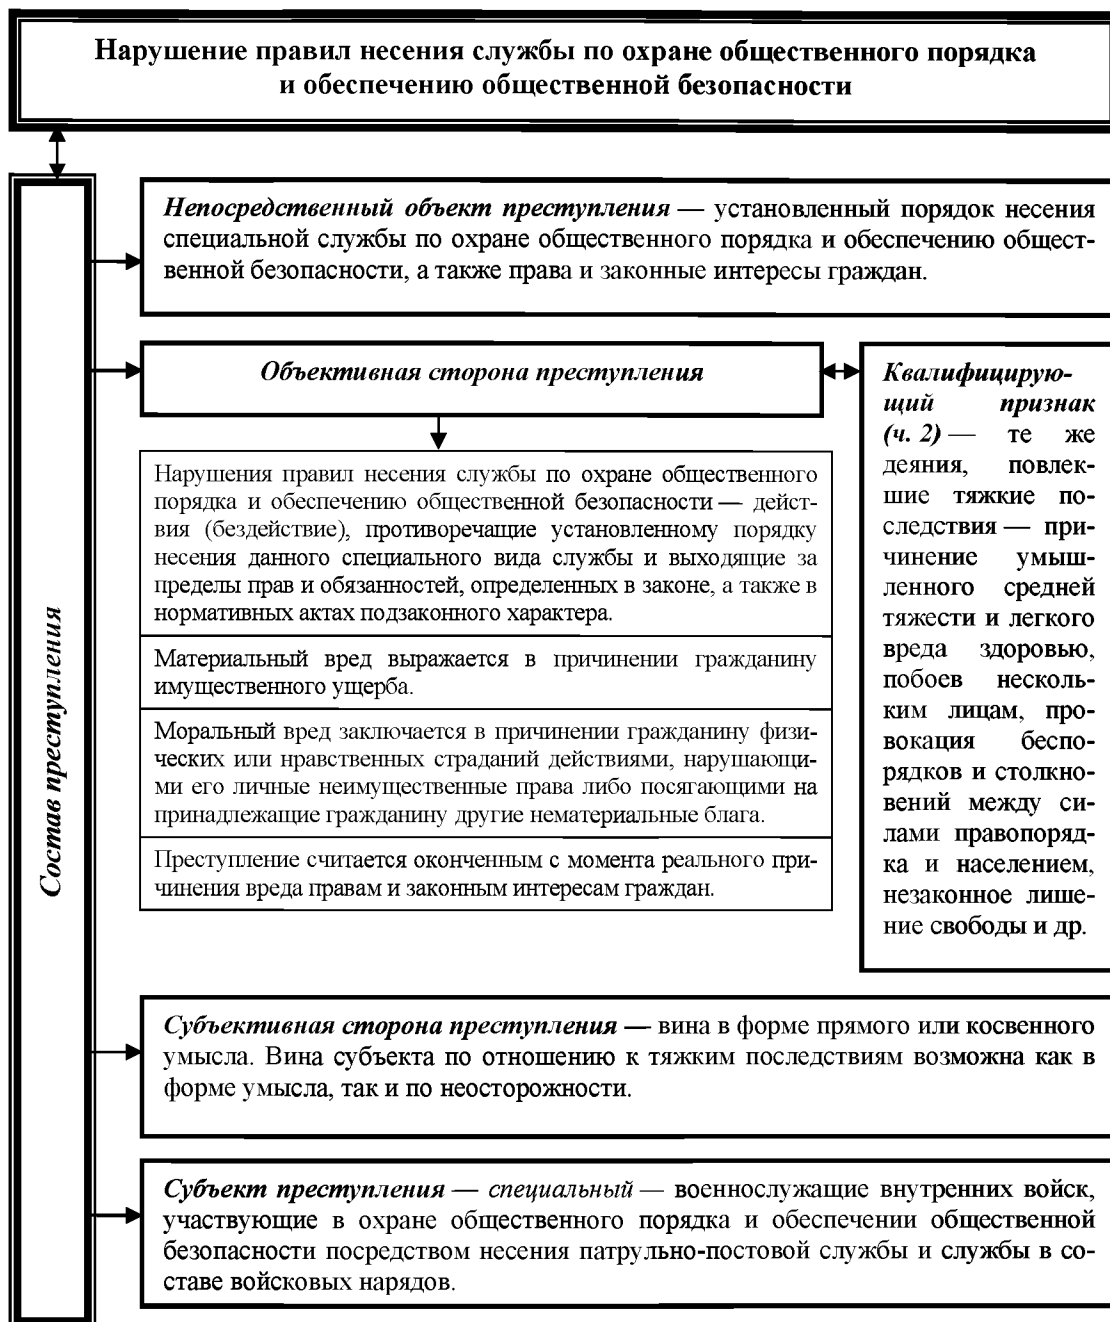 Нарушение правил несения службы по охране общественного порядка
и обеспечению общественной безопасности
Состав преступления
Непосредственный объект преступления — установленный порядок несения
специальной службы по охране общественного порядка и обеспечению общест-
венной безопасности, а также права и законные интересы граждан.
Объективная сторона преступления
Нарушения правил несения службы по охране общественного
порядка и обеспечению общественной безопасности — дейст-
вия (бездействие), противоречащие установленному порядку
несения данного специального вида службы и выходящие за
пределы прав и обязанностей, определенных в законе, а также в
нормативных актах подзаконного характера.
Материальный вред выражается в причинении гражданину
имущественного ущерба.
Моральный вред заключается в причинении гражданину физи-
ческих или нравственных страданий действиями, нарушающи-
ми его личные неимущественные права либо посягающими на
принадлежащие гражданину другие нематериальные блага.
Преступление считается оконченным с момента реального при-
чинения вреда правам и законным интересам граждан.
Квалифицирую-
щий признак
(ч. 2) — те же
деяния, повлек-
шие тяжкие по-
следствия — при-
чинение умыш-
ленного средней
тяжести и легкого
вреда здоровью,
побоев несколь-
ким лицам, про-
вокация беспо-
рядков и столкно-
вений между си-
лами правопоряд-
ка и населением,
незаконное лише-
ние свободы и др.
Субъективная сторона преступления — вина в форме прямого или косвенного
умысла. Вина субъекта по отношению к тяжким последствиям возможна как в
форме умысла, так и по неосторожности.
Субъект преступления — специальный — военнослужащие внутренних войск,
участвующие в охране общественного порядка и обеспечении общественной
безопасности посредством несения патрульно-постовой службы и службы в со-
ставе войсковых нарядов.